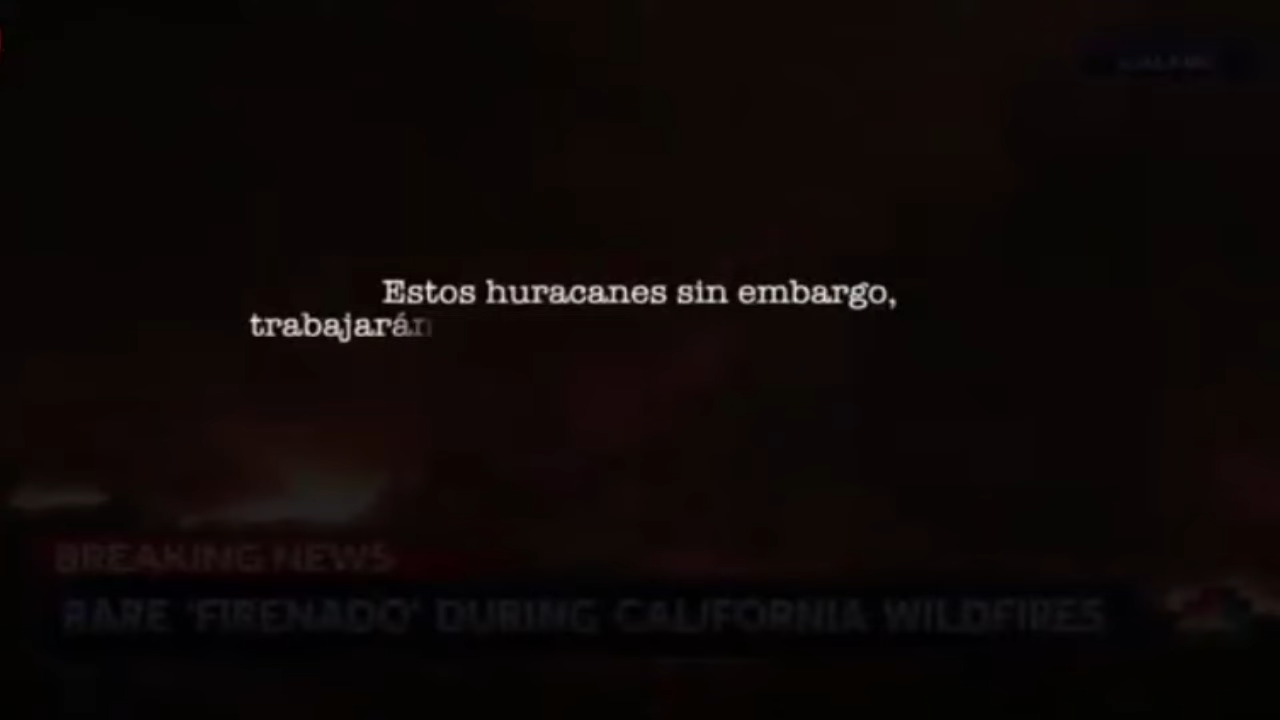 Estos huracanes sin embargo,
trabajarán
BREAKING NEWS
RARE 'FIRENADO' DURING CALIFORNIA WILDFIRES